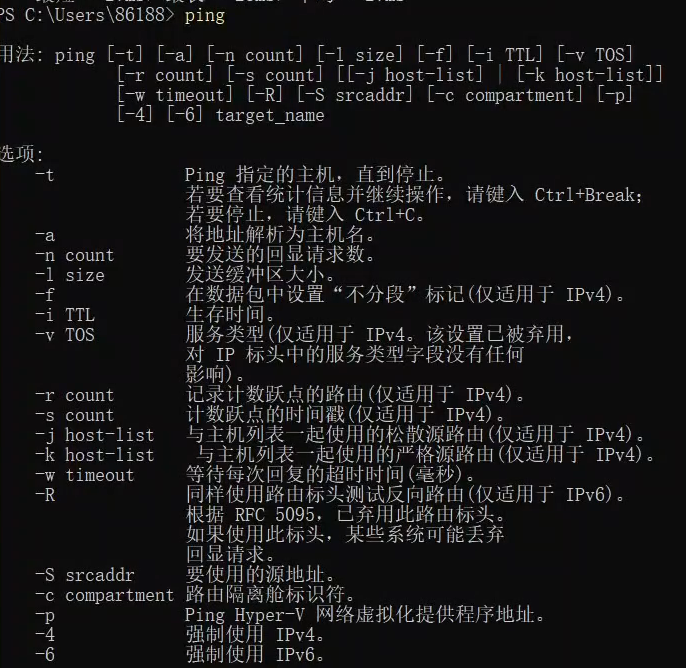 PS C:\Users\86188> ping
用法: ping [-t] [-a] [-n count] [-l size] [-f] [-i TTL] [-v TOS]
[-r count] [-s count] [[-j host-list] | [-k host-list]]
[-w timeout] [-R] [-S srcaddr] [-c compartment] [-p]
[-4] [-6] target_name
选项:
-t Ping 指定的主机，直到停止。
若要查看统计信息并继续操作，请键入 Ctrl+Break；
若要停止，请键入 Ctrl+C。
-a 将地址解析为主机名。
-n count 要发送的回显请求数。
-l size 发送缓冲区大小。
-f 在数据包中设置“不分段”标记(仅适用于 IPv4)。
-i TTL 生存时间。
-v TOS 服务类型(仅适用于 IPv4。该设置已被弃用，
对 IP 标头中的服务类型字段没有任何
影响)。
-r count 记录计数跃点的路由(仅适用于 IPv4)。
-s count 计数跃点的时间戳(仅适用于 IPv4)。
-j host-list 与主机列表一起使用的松散源路由(仅适用于 IPv4)。
-k host-list 与主机列表一起使用的严格源路由(仅适用于 IPv4)。
-w timeout 等待每次回复的超时时间(毫秒)。
-R 同样使用路由标头测试反向路由(仅适用于 IPv6)。
根据 RFC 5095，已弃用此路由标头。
如果使用此标头，某些系统可能丢弃
回显请求。
-S srcaddr 要使用的源地址。
-c compartment 路由隔离舱标识符。
-p Ping Hyper-V 网络虚拟化提供程序地址。
-4 强制使用 IPv4。
-6 强制使用 IPv6。